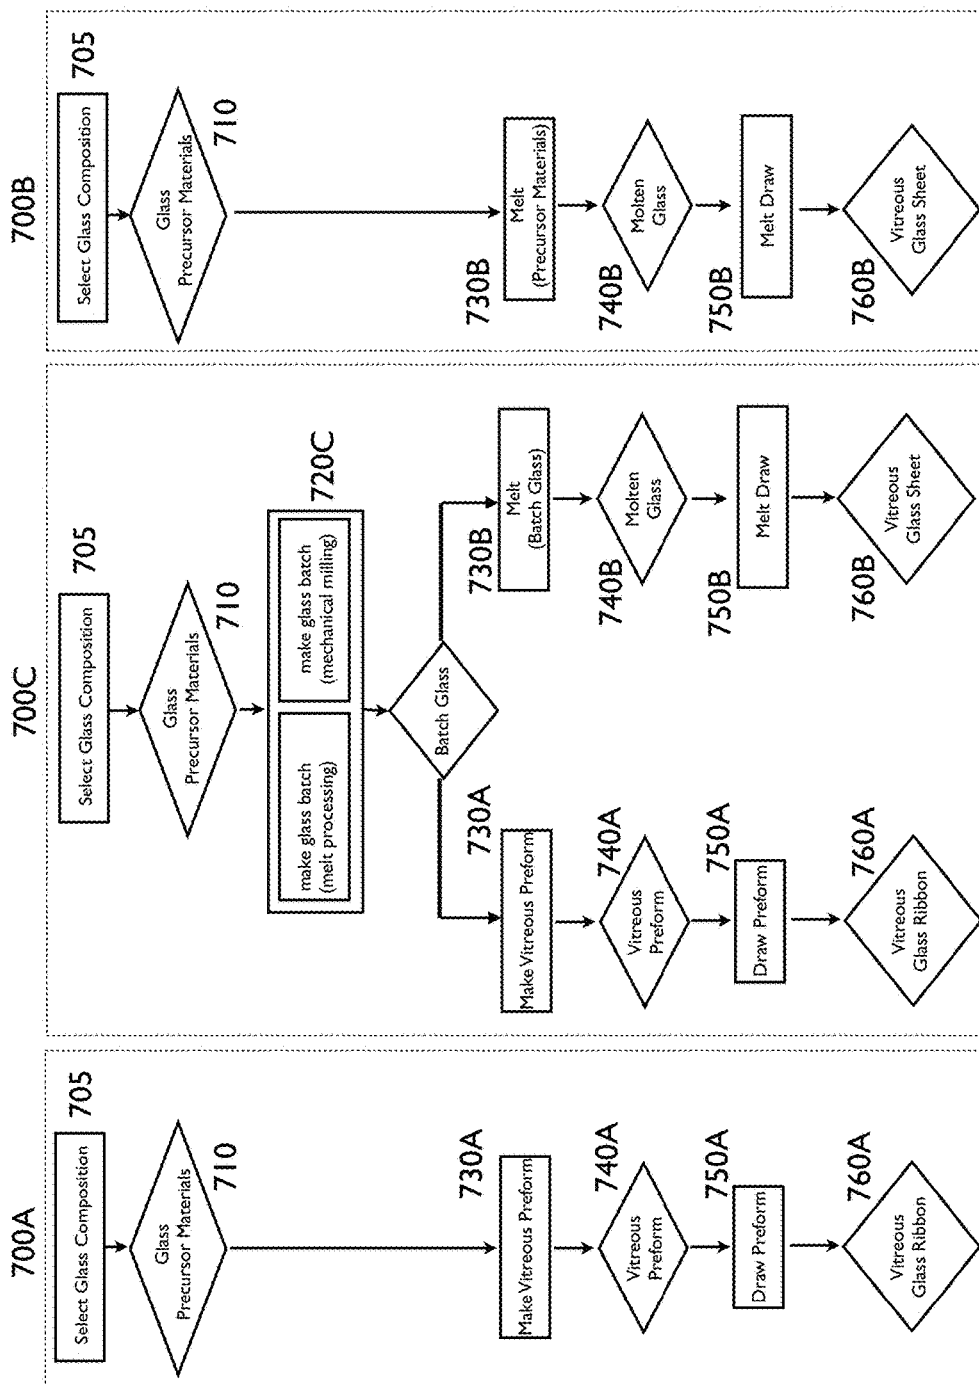 700A
Select Glass Composition
705
Glass
Precursor Materials
710
730A
Make Vitreous Preform
740A
Vitreous
Preform
750A
Draw Preform
760A
Vitreous
Glass Ribbon
700C
Select Glass Composition
705
Glass
Precursor Materials
710
720C
make glass batch
(melt processing)
make glass batch
(mechanical milling)
Batch Glass
730A
Make Vitreous Preform
740A
Vitreous
Preform
750A
Draw Preform
760A
Vitreous
Glass Ribbon
730B
Melt
(Batch Glass)
740B
Molten
Glass
750B
Melt Draw
760B
Vitreous
Glass Sheet
700B
Select Glass Composition
705
Glass
Precursor Materials
710
730B
Melt
(Precursor Materials)
740B
Molten
Glass
750B
Melt Draw
760B
Vitreous
Glass Sheet